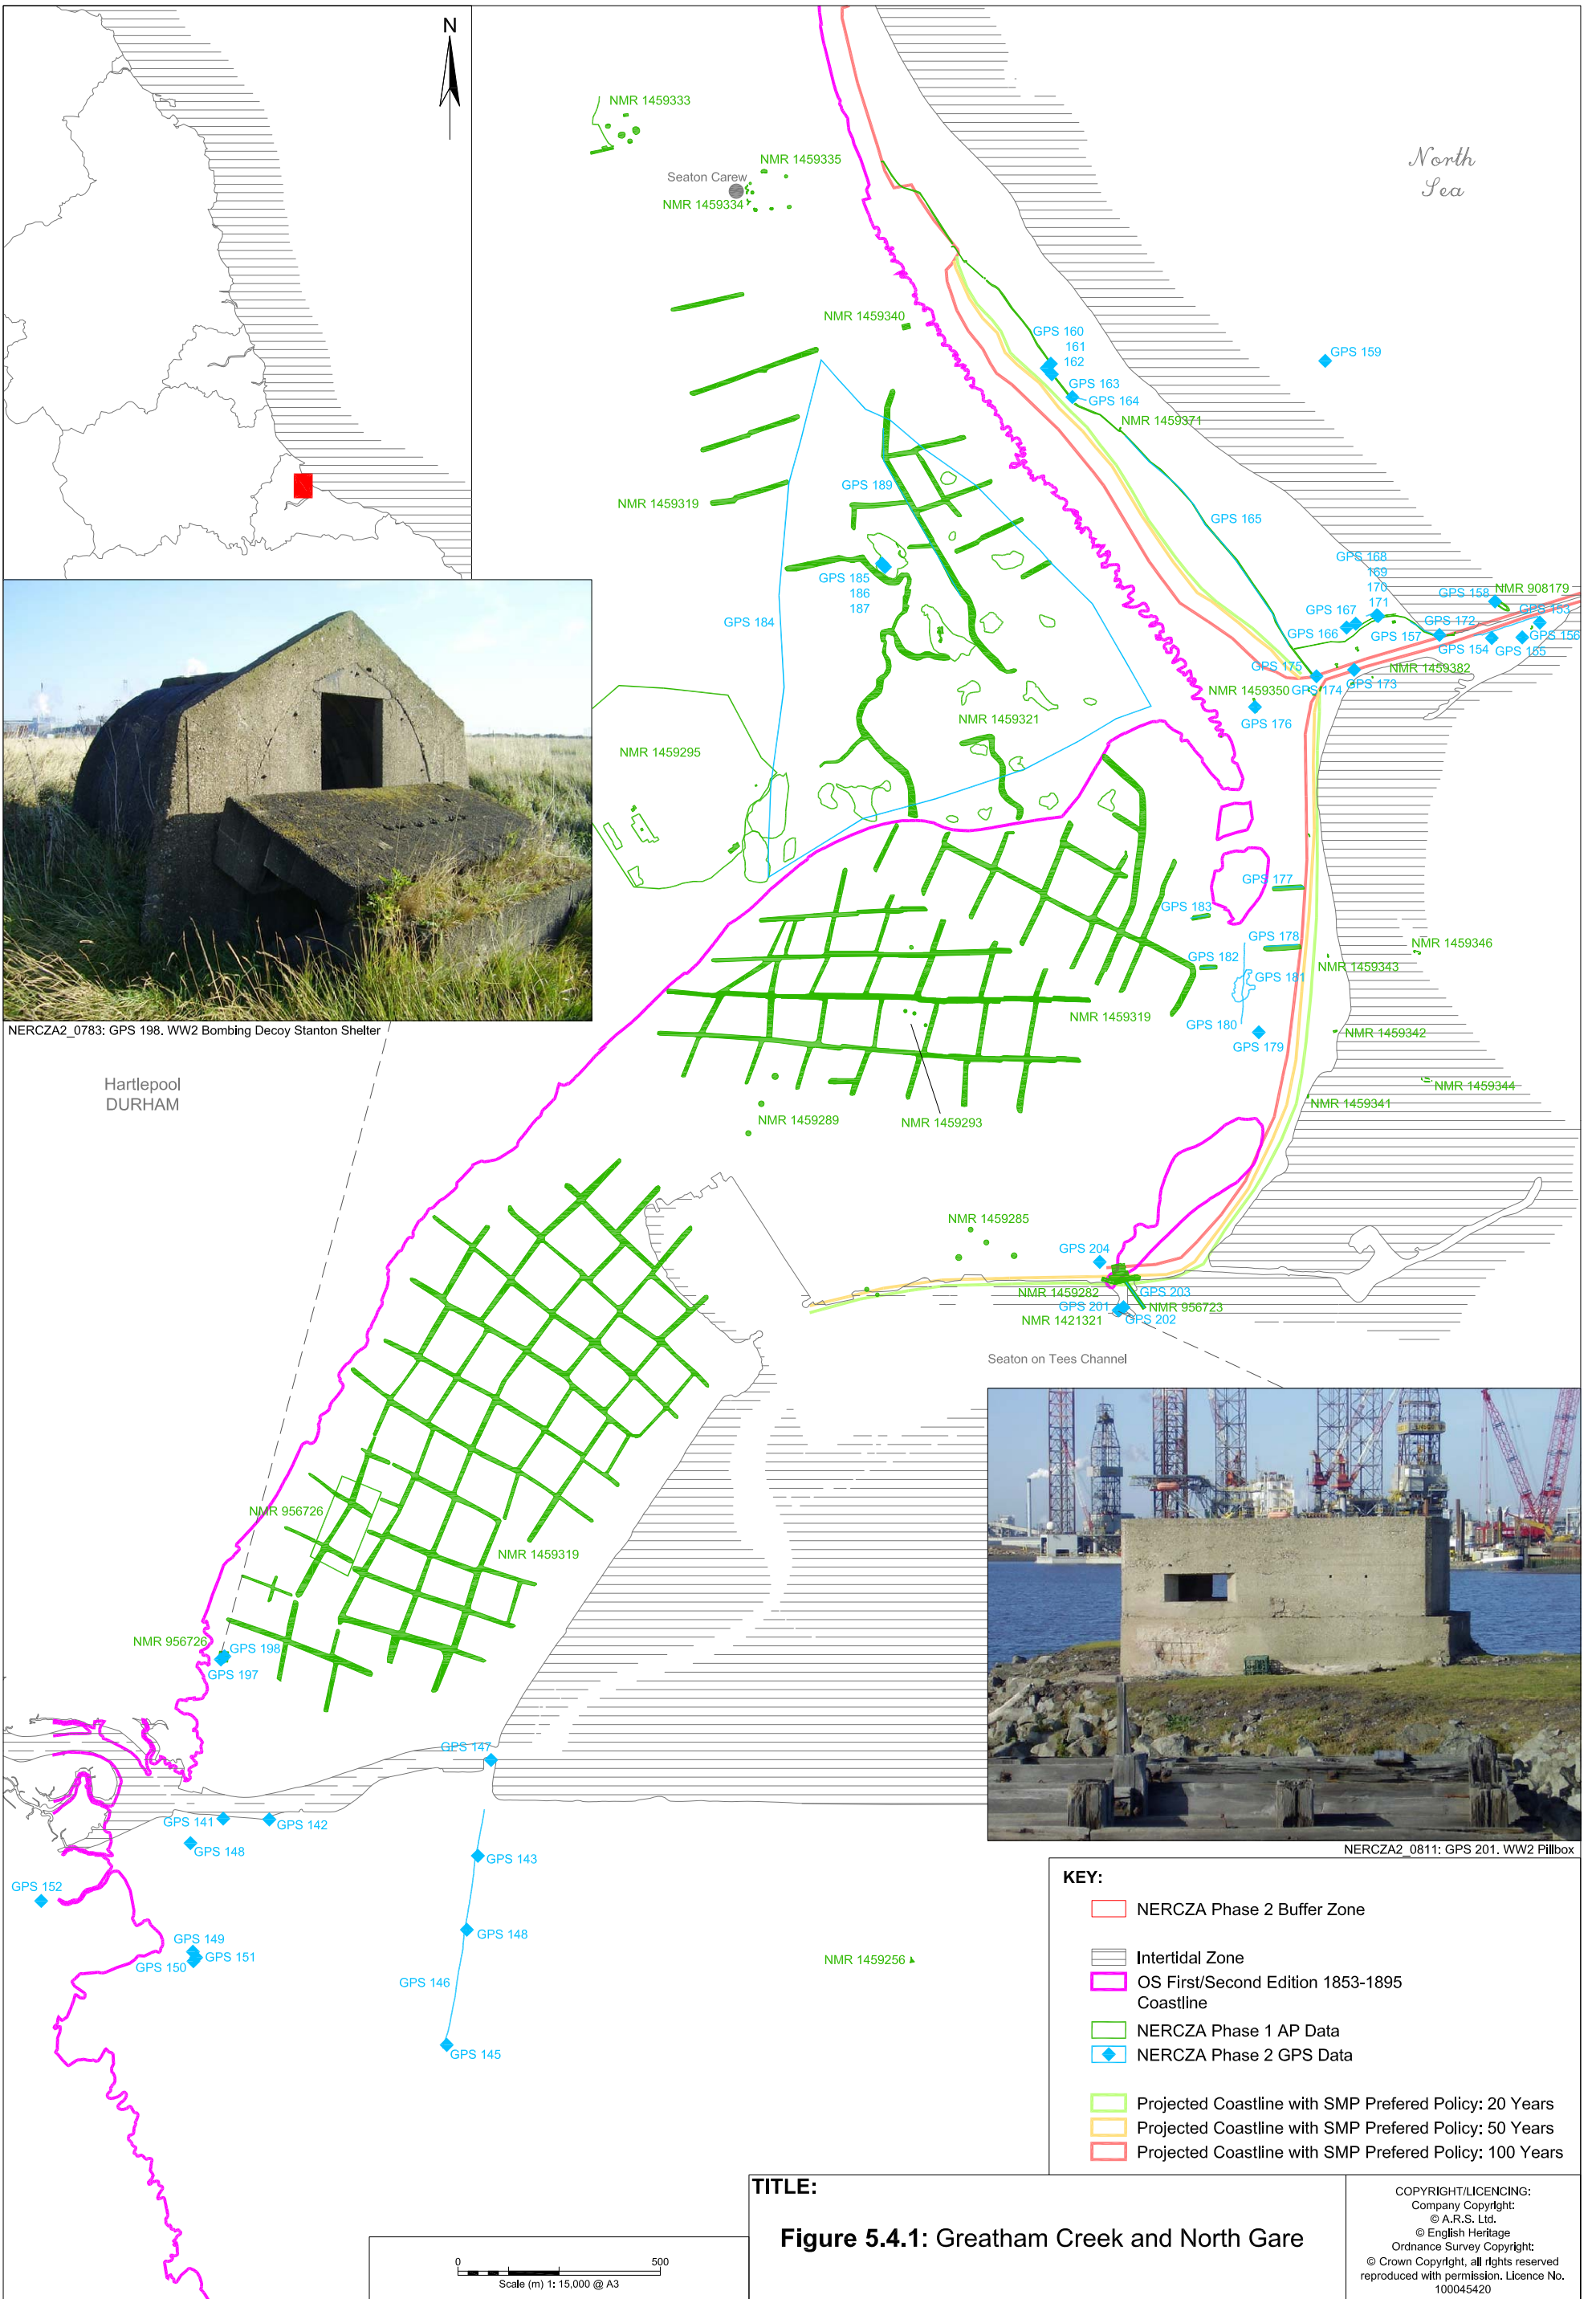 N
North
Sea
NMR 1459333
Seaton Carew
NMR 1459335
NMR 1459334
NMR 1459340
GPS 160
161
162
GPS 163
GPS 164
GPS 159
NMR 1459371
NMR 1459319
GPS 189
GPS 165
GPS 185
186
187
GPS 184
GPS 168
169
170
171
GPS 167
GPS 166
GPS 157
GPS 158
NMR 908179
GPS 153
GPS 172
GPS 154
GPS 155
GPS 156
GPS 175
GPS 174
GPS 173
NMR 1459382
NMR 1459350
GPS 176
NMR 1459321
NMR 1459295
GPS 177
GPS 183
GPS 178
GPS 182
GPS 181
GPS 180
GPS 179
NMR 1459346
NMR 1459343
NMR 1459319
NMR 1459342
NMR 1459344
NMR 1459341
NERCZA2_0783: GPS 198. WW2 Bombing Decoy Stanton Shelter
Hartlepool
DURHAM
NMR 1459289
NMR 1459293
NMR 1459285
GPS 204
NMR 1459282
GPS 203
GPS 201
NMR 956723
NMR 1421321
GPS 202
Seaton on Tees Channel
NMR 956726
NMR 1459319
NMR 956726
GPS 198
GPS 197
GPS 147
GPS 141
GPS 142
GPS 148
GPS 143
GPS 152
GPS 148
GPS 149
GPS 151
GPS 150
GPS 146
GPS 145
NMR 1459256
NERCZA2_0811: GPS 201. WW2 Pillbox
KEY:
NERCZA Phase 2 Buffer Zone
Intertidal Zone
OS First/Second Edition 1853-1895
Coastline
NERCZA Phase 1 AP Data
NERCZA Phase 2 GPS Data
Projected Coastline with SMP Prefered Policy: 20 Years
Projected Coastline with SMP Prefered Policy: 50 Years
Projected Coastline with SMP Prefered Policy: 100 Years
TITLE:
Figure 5.4.1: Greatham Creek and North Gare
0 500
Scale (m) 1: 15,000 @ A3
COPYRIGHT/LICENCING:
Company Copyright:
© A.R.S. Ltd.
© English Heritage
Ordnance Survey Copyright:
© Crown Copyright, all rights reserved
reproduced with permission. Licence No.
100045420